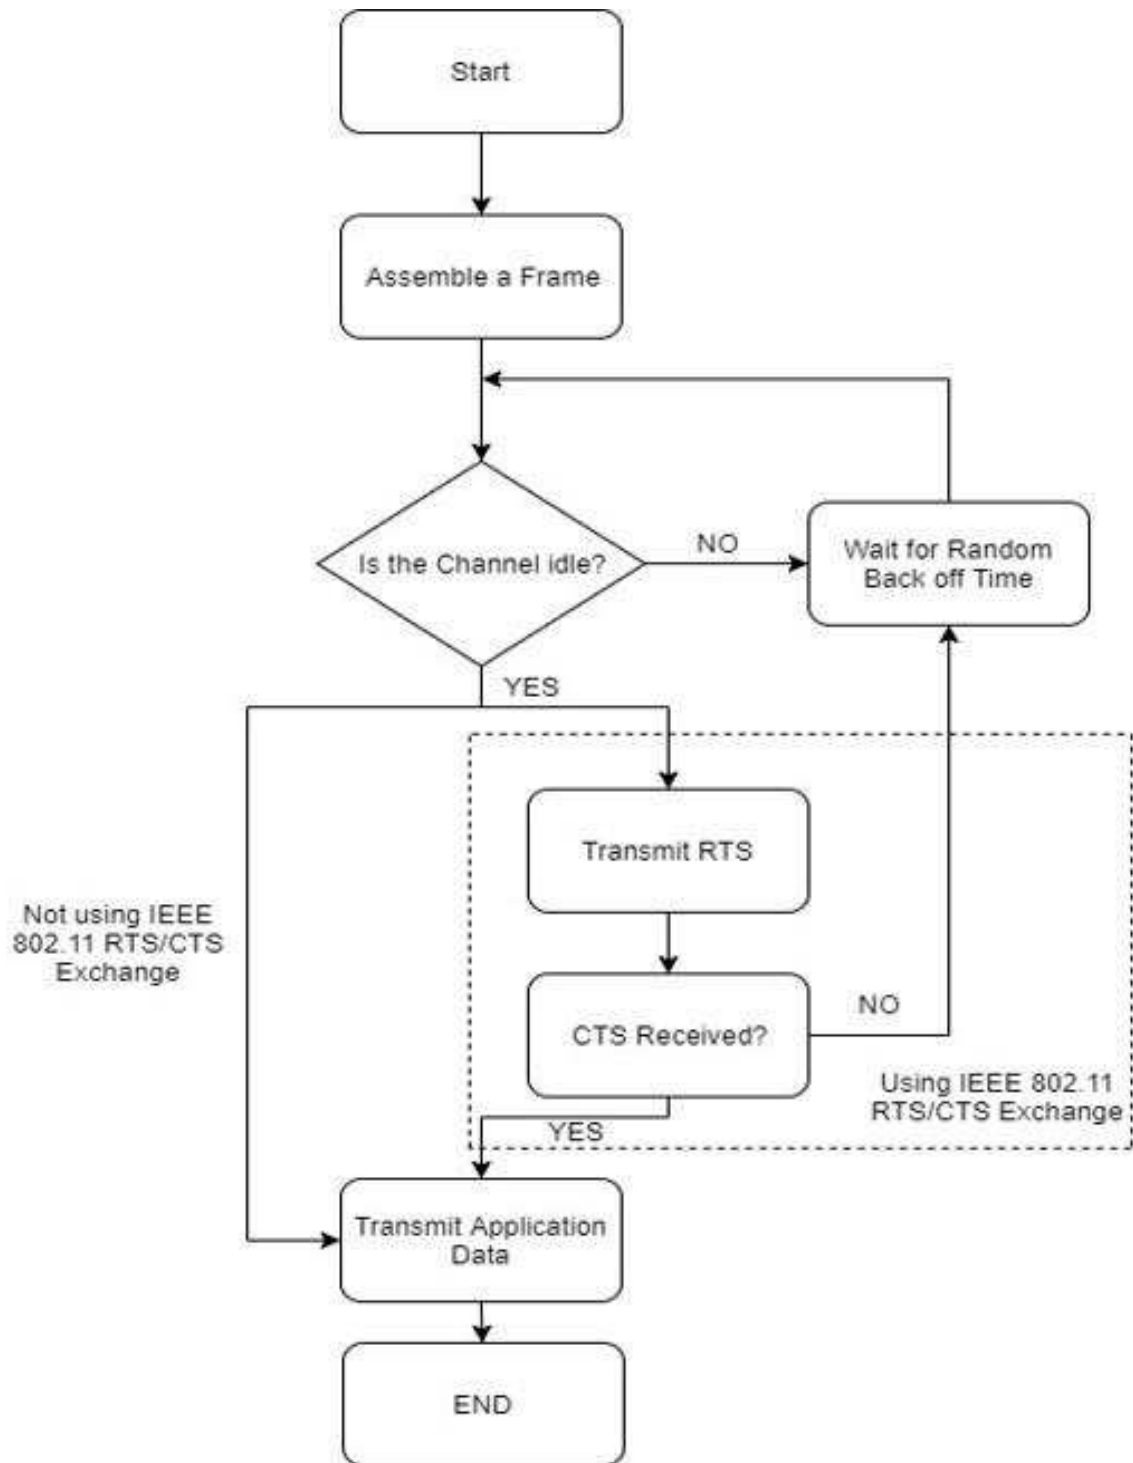 Start
Assemble a Frame
Is the Channel idle?
NO
Wait for Random
Back off Time
YES
Transmit RTS
Not using IEEE
802.11 RTS/CTS
Exchange
CTS Received?
NO
Using IEEE 802.11
RTS/CTS Exchange
YES
Transmit Application
Data
END